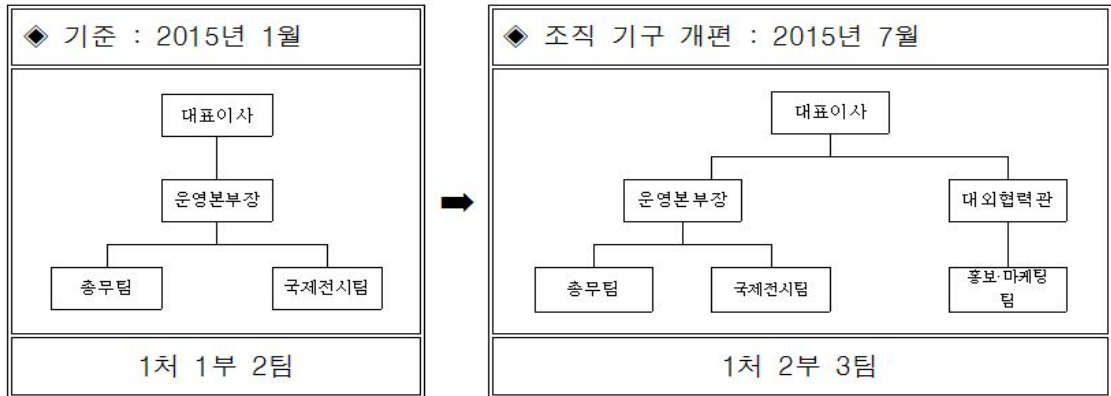 ◈ 기준 : 2015년 1월
대표이사
운영본부장
총무팀
국제전시팀
1처 1부 2팀
➡
◈ 조직 기구 개편 : 2015년 7월
대표이사
운영본부장
대외협력관
총무팀
국제전시팀
홍보·마케팅
팀
1처 2부 3팀